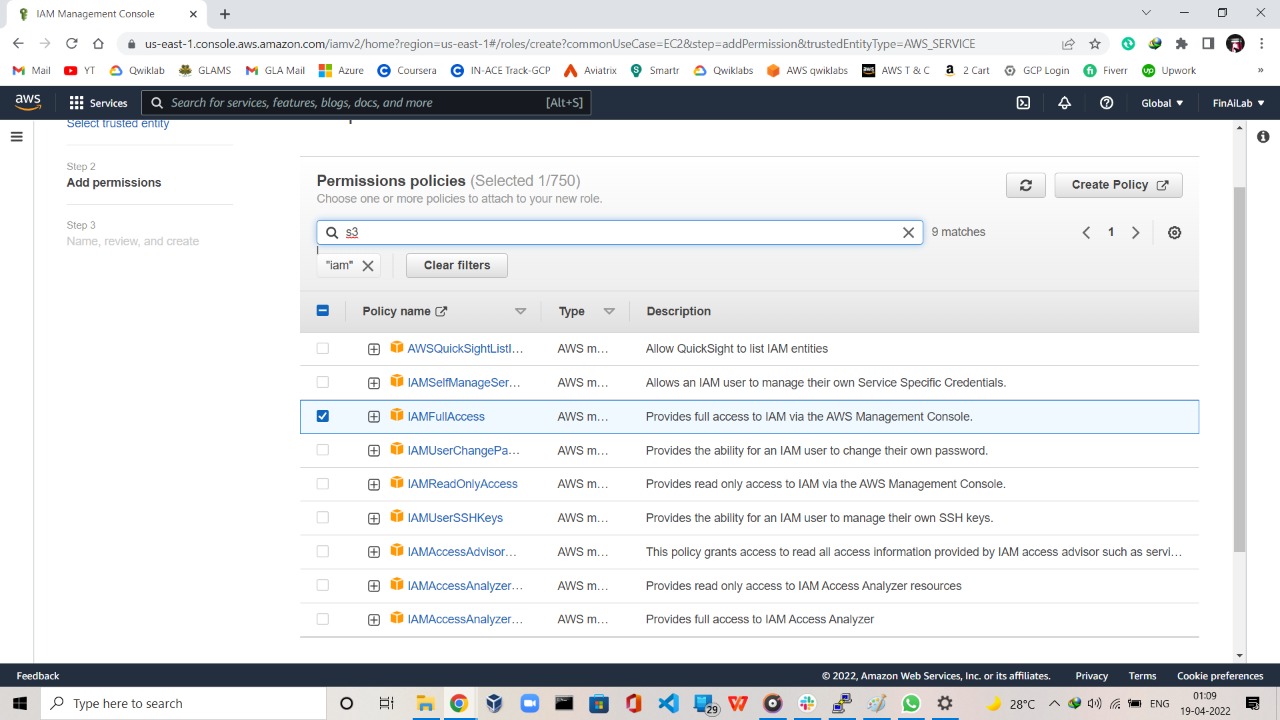 IAM Management Console
us-east-1.console.aws.amazon.com/iamv2/home?region=us-east-1#/roles/create?commonUseCase=EC2&step=addPermission&trustedEntityType=AWS_SERVICE
Mail YT Qwiklab GLAMS GLA Mail Azure Coursera IN-ACE Track-GCP Aviatrix Smartr Qwiklabs AWS qwiklabs AWS T & C 2 Cart GCP Login Fiverr Upwork »
aws Services Search for services, features, blogs, docs, and more [Alt+S] Global FinAiLab
Select trusted entity
Step 2
Add permissions
Step 3
Name, review, and create
Permissions policies (Selected 1/750)
Choose one or more policies to attach to your new role.
Create Policy
s3
9 matches
1
"iam"
Clear filters
Policy name Type Description
AWSQuickSightListI... AWS m... Allow QuickSight to list IAM entities
IAMSelfManageSer... AWS m... Allows an IAM user to manage their own Service Specific Credentials.
IAMFullAccess AWS m... Provides full access to IAM via the AWS Management Console.
IAMUserChangePa... AWS m... Provides the ability for an IAM user to change their own password.
IAMReadOnlyAccess AWS m... Provides read only access to IAM via the AWS Management Console.
IAMUserSSHKeys AWS m... Provides the ability for an IAM user to manage their own SSH keys.
IAMAccessAdvisor... AWS m... This policy grants access to read all access information provided by IAM access advisor such as servi...
IAMAccessAnalyzer... AWS m... Provides read only access to IAM Access Analyzer resources
IAMAccessAnalyzer... AWS m... Provides full access to IAM Access Analyzer
Feedback © 2022, Amazon Web Services, Inc. or its affiliates. Privacy Terms Cookie preferences
Type here to search
29
28°C
ENG
01:09
19-04-2022